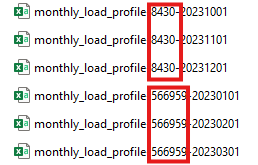 monthly_load_profile-8430-20231001
monthly_load_profile-8430-20231101
monthly_load_profile-8430-20231201
monthly_load_profile-566959-20230101
monthly_load_profile-566959-20230201
monthly_load_profile-566959-20230301